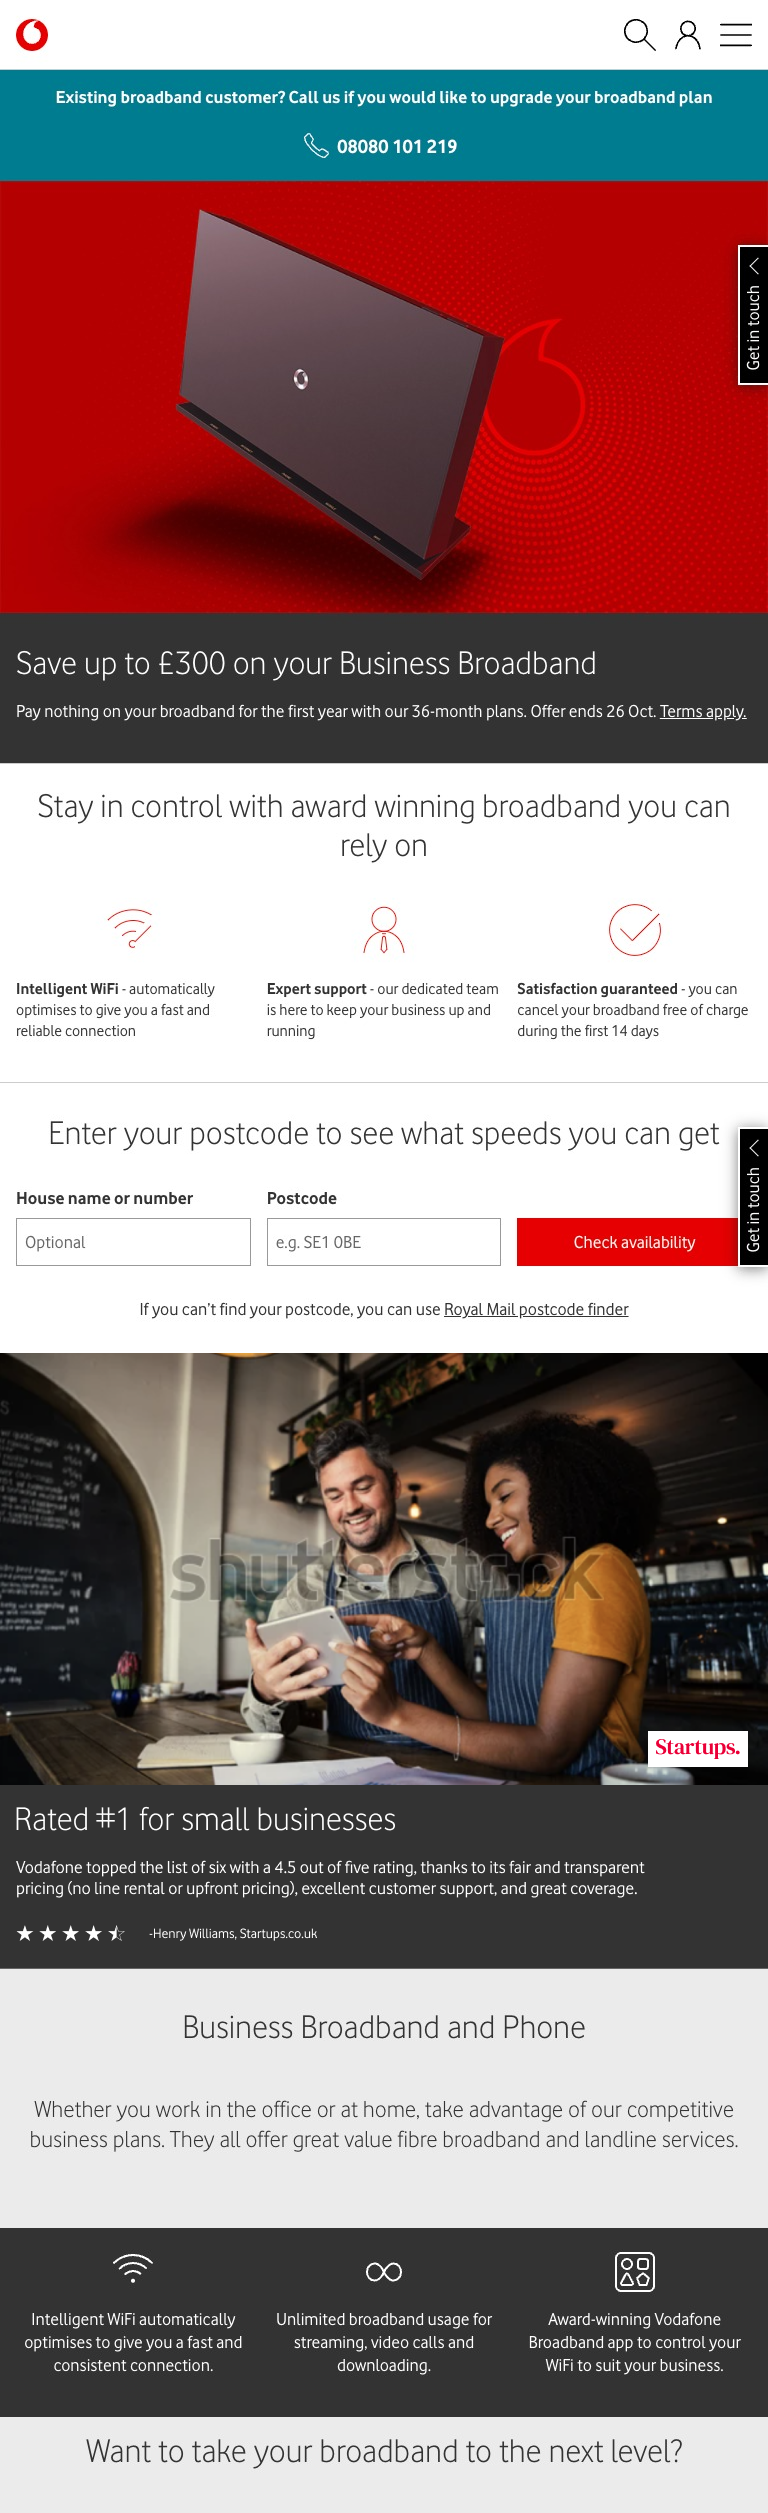 Existing broadband customer? Call us if you would like to upgrade your broadband plan
08080 101 219
Get in touch
Save up to £300 on your Business Broadband
Pay nothing on your broadband for the first year with our 36-month plans. Offer ends 26 Oct. Terms apply.
Stay in control with award winning broadband you can
rely on
Intelligent WiFi - automatically
optimises to give you a fast and
reliable connection
Expert support - our dedicated team
is here to keep your business up and
running
Satisfaction guaranteed - you can
cancel your broadband free of charge
during the first 14 days
Enter your postcode to see what speeds you can get
Get in touch
House name or number
Optional
Postcode
e.g. SE1 0BE
Check availability
If you can't find your postcode, you can use Royal Mail postcode finder
shutterstock
Startups.
Rated #1 for small businesses
Vodafone topped the list of six with a 4.5 out of five rating, thanks to its fair and transparent
pricing (no line rental or upfront pricing), excellent customer support, and great coverage.
-Henry Williams, Startups.co.uk
Business Broadband and Phone
Whether you work in the office or at home, take advantage of our competitive
business plans. They all offer great value fibre broadband and landline services.
Intelligent WiFi automatically
optimises to give you a fast and
consistent connection.
Unlimited broadband usage for
streaming, video calls and
downloading.
Award-winning Vodafone
Broadband app to control your
WiFi to suit your business.
Want to take your broadband to the next level?